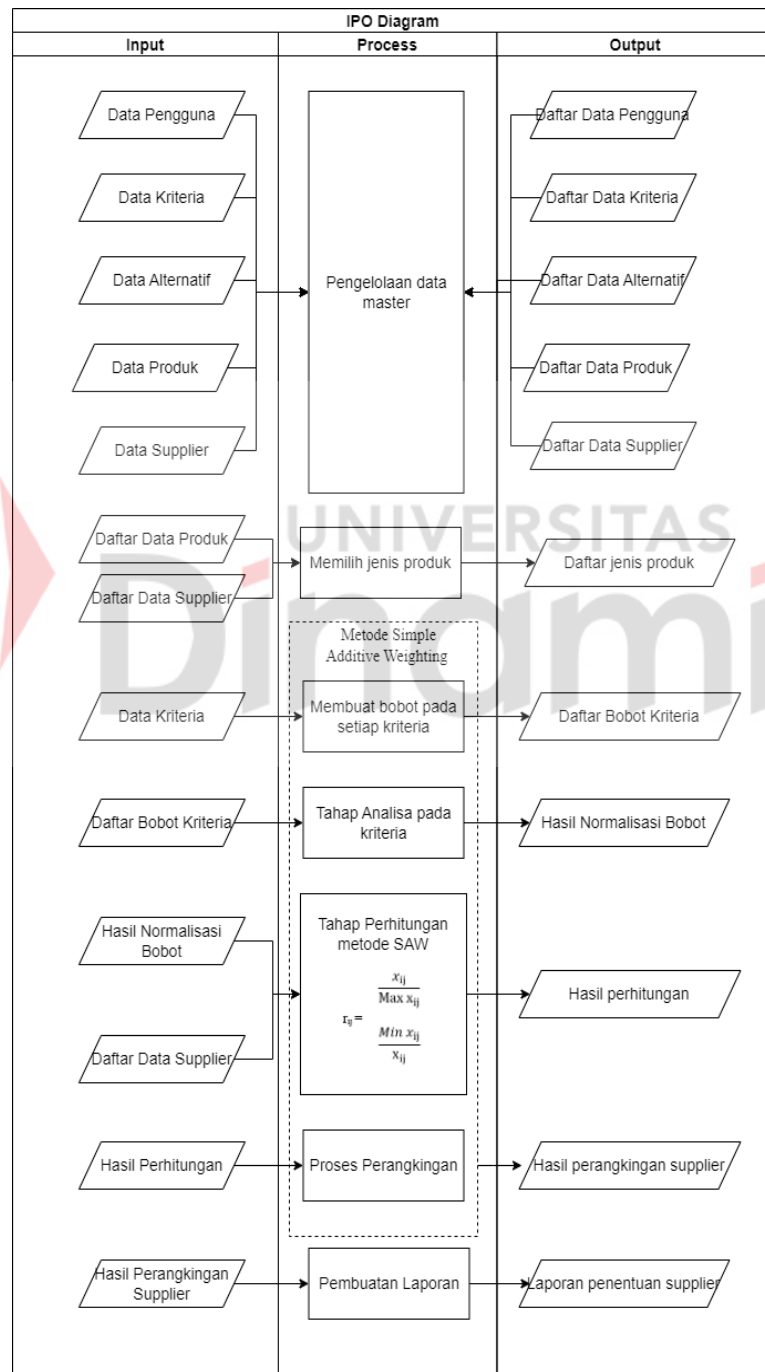 IPO Diagram
Input
Process
Output
Data Pengguna
Data Kriteria
Data Alternatif
Data Produk
Data Supplier
Pengelolaan data
master
Daftar Data Pengguna
Daftar Data Kriteria
Daftar Data Alternatif
Daftar Data Produk
Daftar Data Supplier
UNIVERSITAS
Dinami
Daftar Data Produk
Daftar Data Supplier
Memilih jenis produk
Daftar jenis produk
Metode Simple
Additive Weighting
Data Kriteria
Membuat bobot pada
setiap kriteria
Daftar Bobot Kriteria
Daftar Bobot Kriteria
Tahap Analisa pada
kriteria
Hasil Normalisasi Bobot
Hasil Normalisasi
Bobot
Daftar Data Supplier
Tahap Perhitungan
metode SAW
x_ij
Max x_ij
r_ij =
Min x_ij
x_ij
Hasil perhitungan
Hasil Perhitungan
Proses Perangkingan
Hasil perangkingan supplier
Hasil Perangkingan
Supplier
Pembuatan Laporan
Laporan penentuan supplier